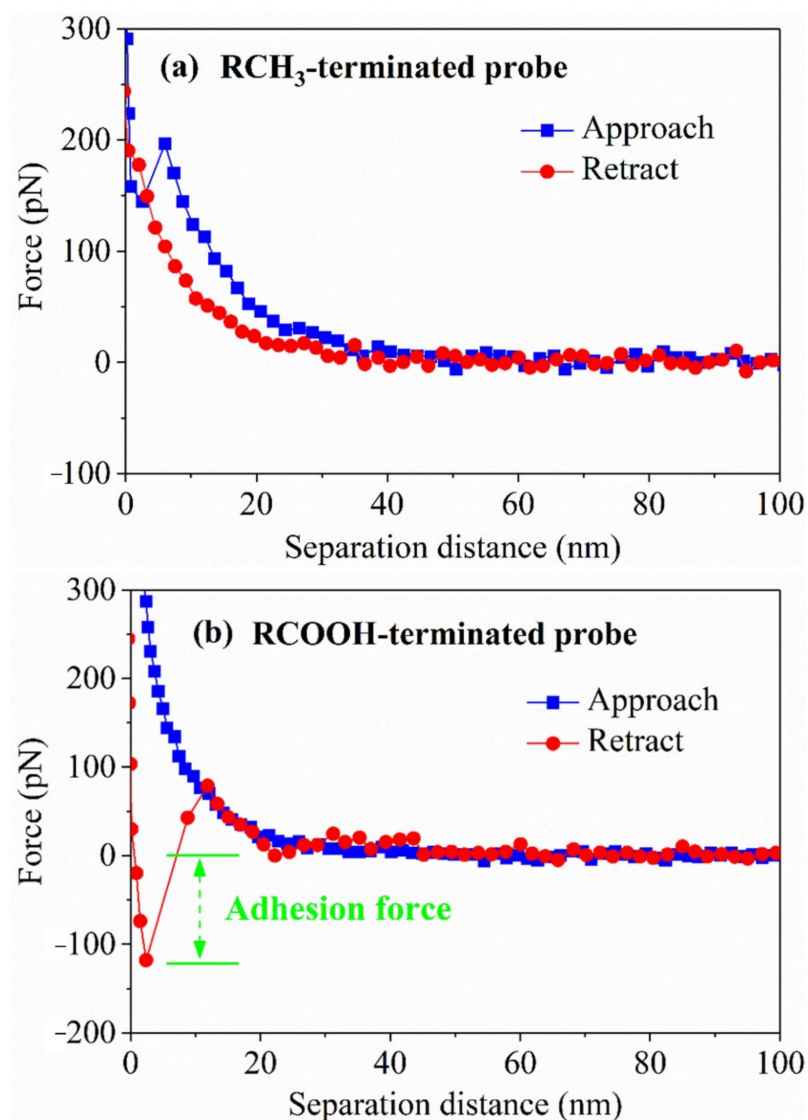 300
(a) RCH₃-terminated probe
Approach
200
Retract
Force (pN)
100
0
−100
0 20 40 60 80 100
Separation distance (nm)
300
(b) RCOOH-terminated probe
200
Approach
Retract
Force (pN)
100
0
Adhesion force
−100
−200
0 20 40 60 80 100
Separation distance (nm)